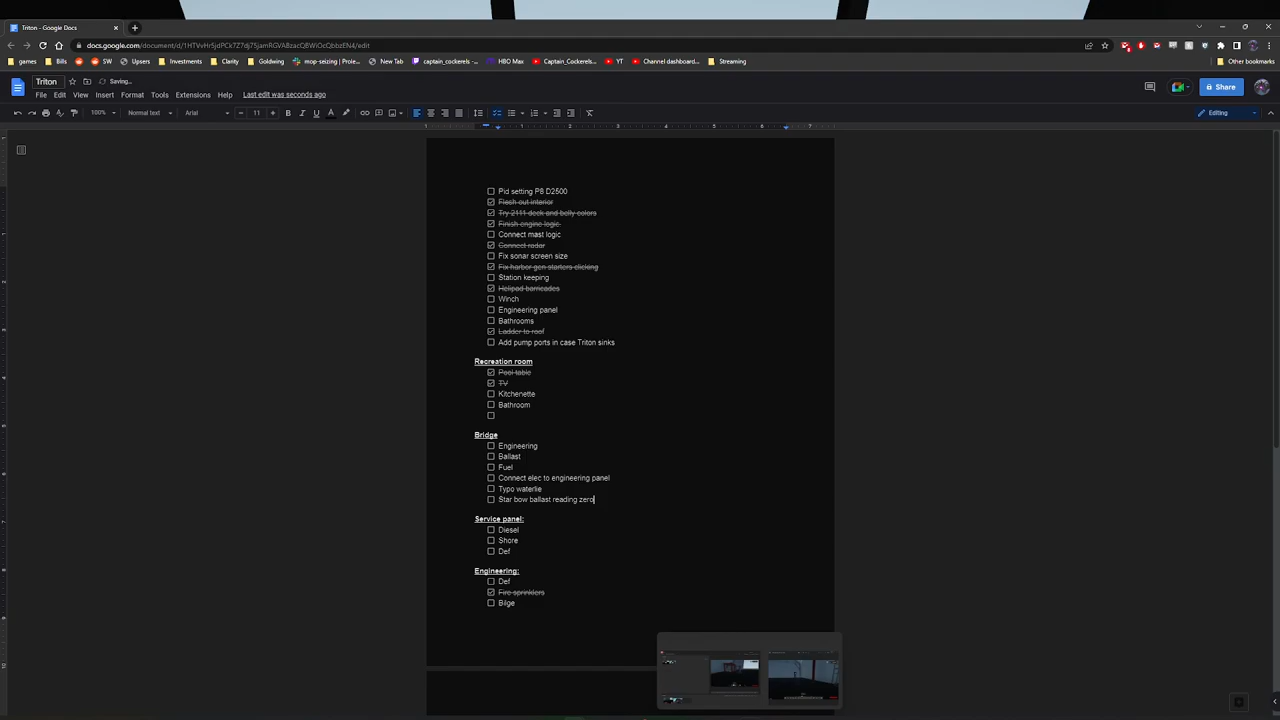 Triton - Google Docs
docs.google.com/document/d/1HTVvHr5jdPCk7Z7dj75jamRGVABzacQBWiOcQbbzEN4/edit
games
Bills
SW
Upsers
Investments
Clarity
Goldwing
mop-seizing | Proje...
New Tab
captain_cockerels...
HBO Max
Captain_Cockerels...
YT
Channel dashboard...
Streaming
Other bookmarks
Triton
Saving...
File Edit View Insert Format Tools Extensions Help Last edit was seconds ago
Share
100% Normal text Arial 11
Editing
Pid setting P8 D2500
Flesh out interior
Try 2111 deck and belly colors
Finish engine logic.
Connect mast logic
Connect radar
Fix sonar screen size
Fix harbor gen starters clicking
Station keeping
Helipad barricades
Winch
Engineering panel
Bathrooms
Ladder to roof
Add pump ports in case Triton sinks
Recreation room
Pool table
TV
Kitchenette
Bathroom
Bridge
Engineering
Ballast
Fuel
Connect elec to engineering panel
Typo waterlie
Star bow ballast reading zero
Service panel:
Diesel
Shore
Def
Engineering:
Def
Fire sprinklers
Bilge